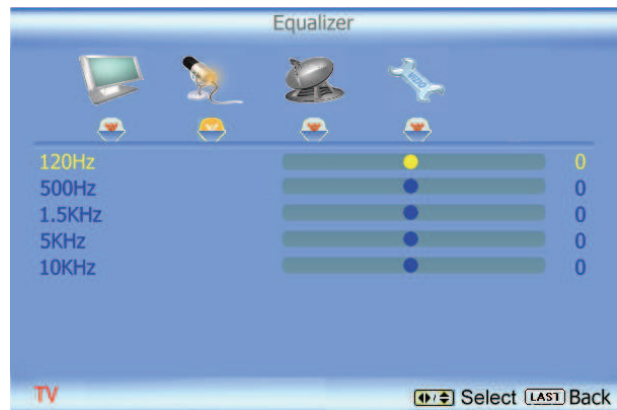 Equalizer
120Hz 0
500Hz 0
1.5KHz 0
5KHz 0
10KHz 0
TV Select LAST Back